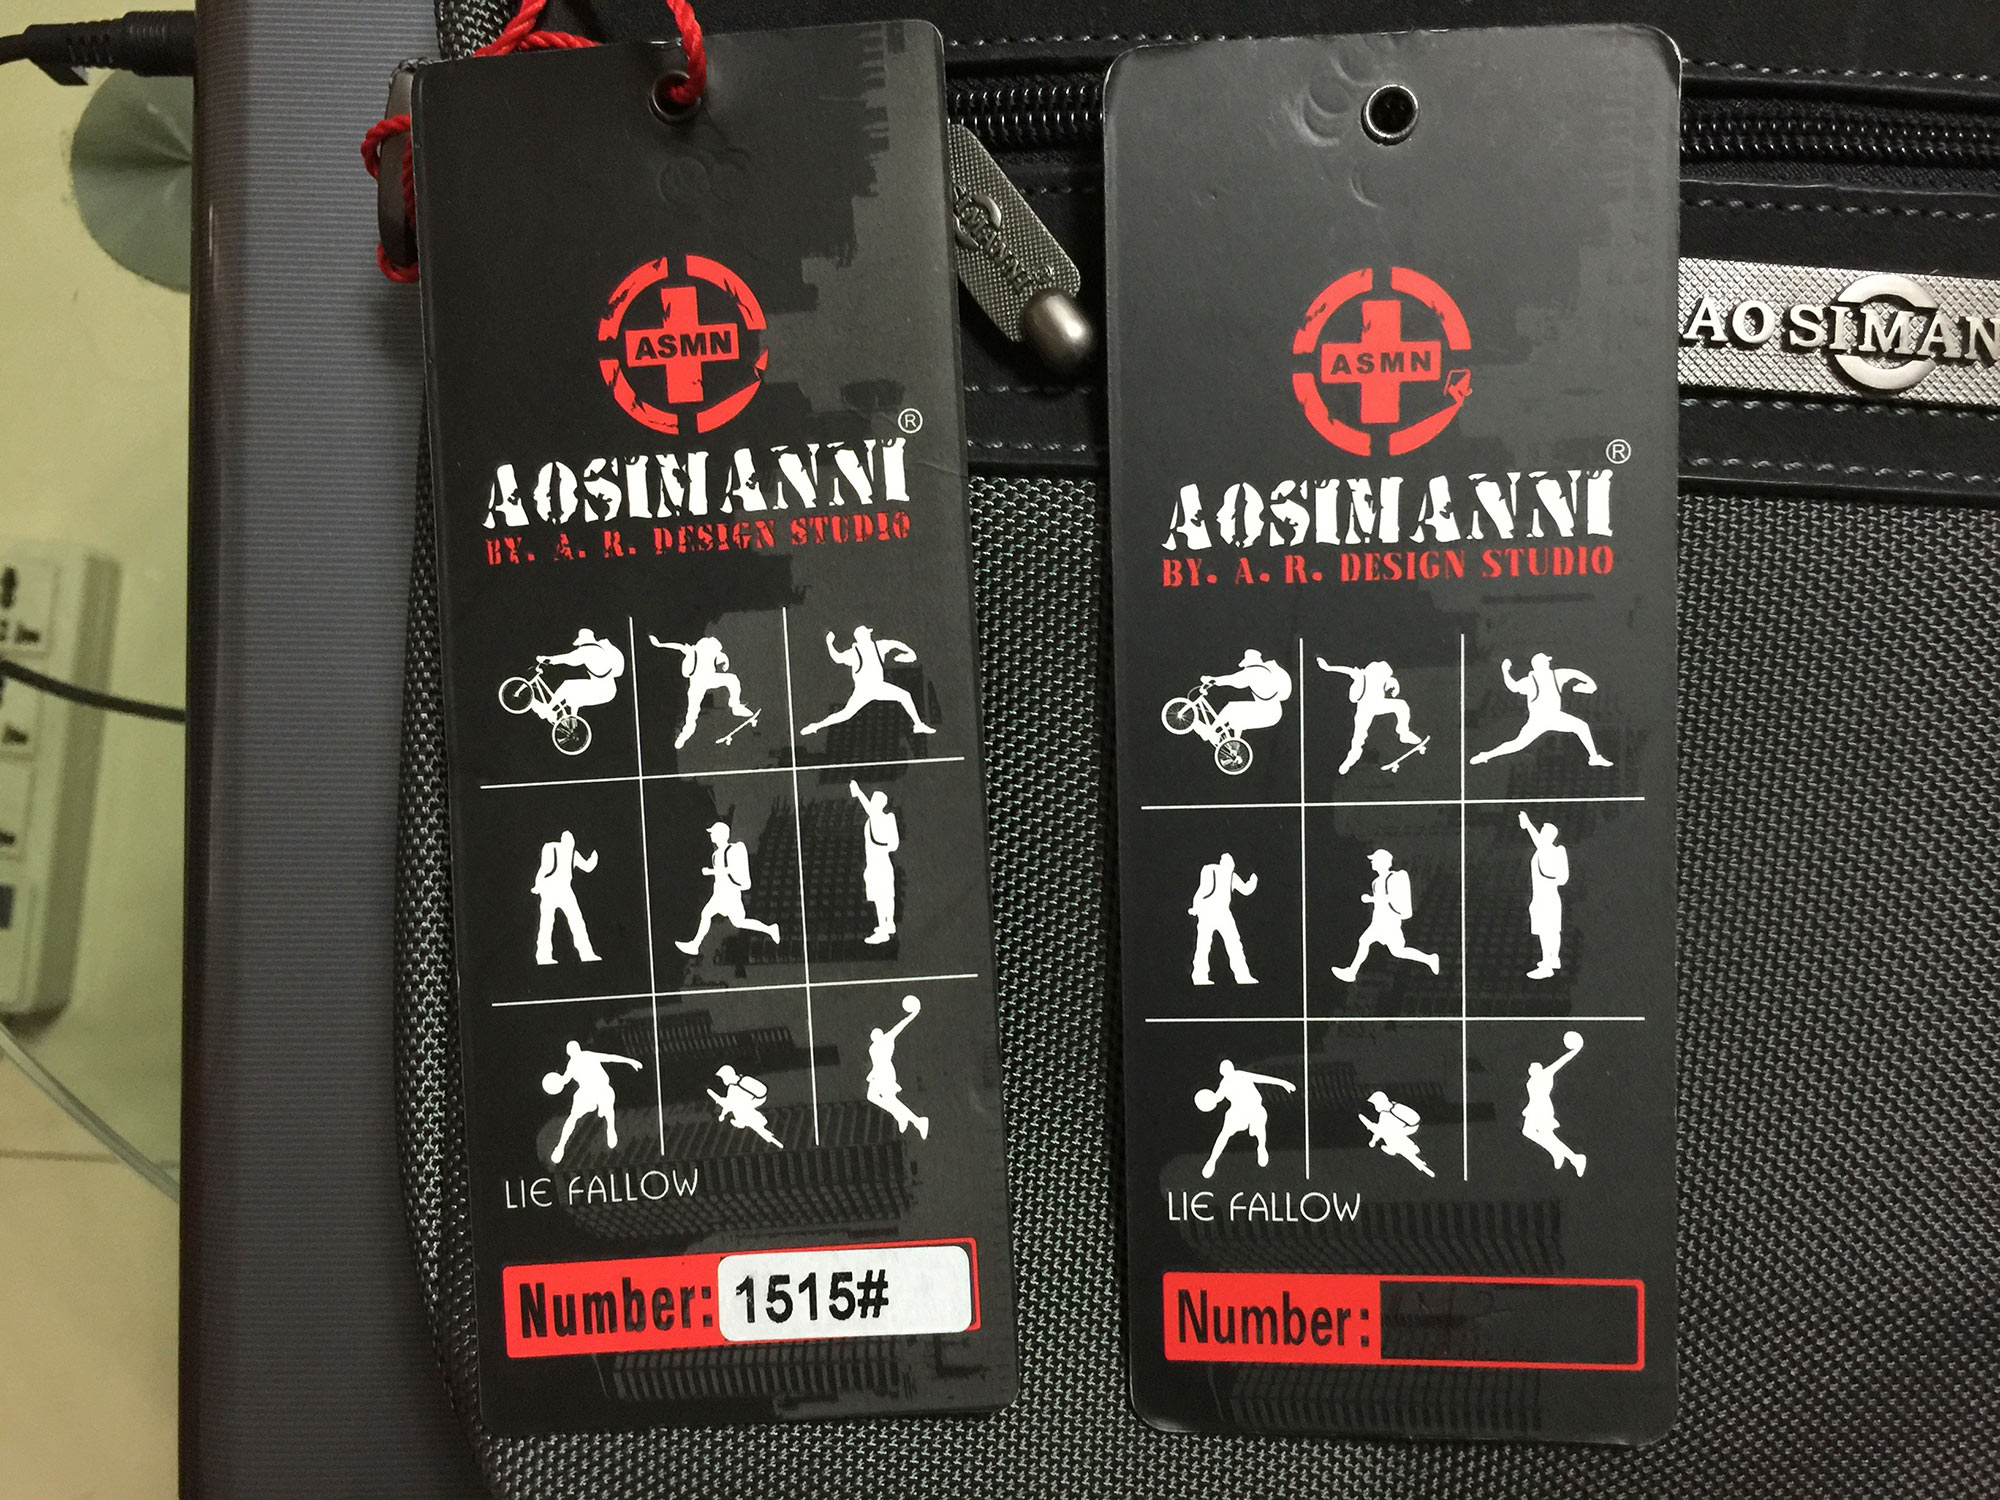 ASMN
AOSIMANNI®
BY. A. R. DESIGN STUDIO
LIE FALLOW
Number: 1515#
ASMN
AOSIMANNI®
BY. A. R. DESIGN STUDIO
LIE FALLOW
Number:
AOSIMAN